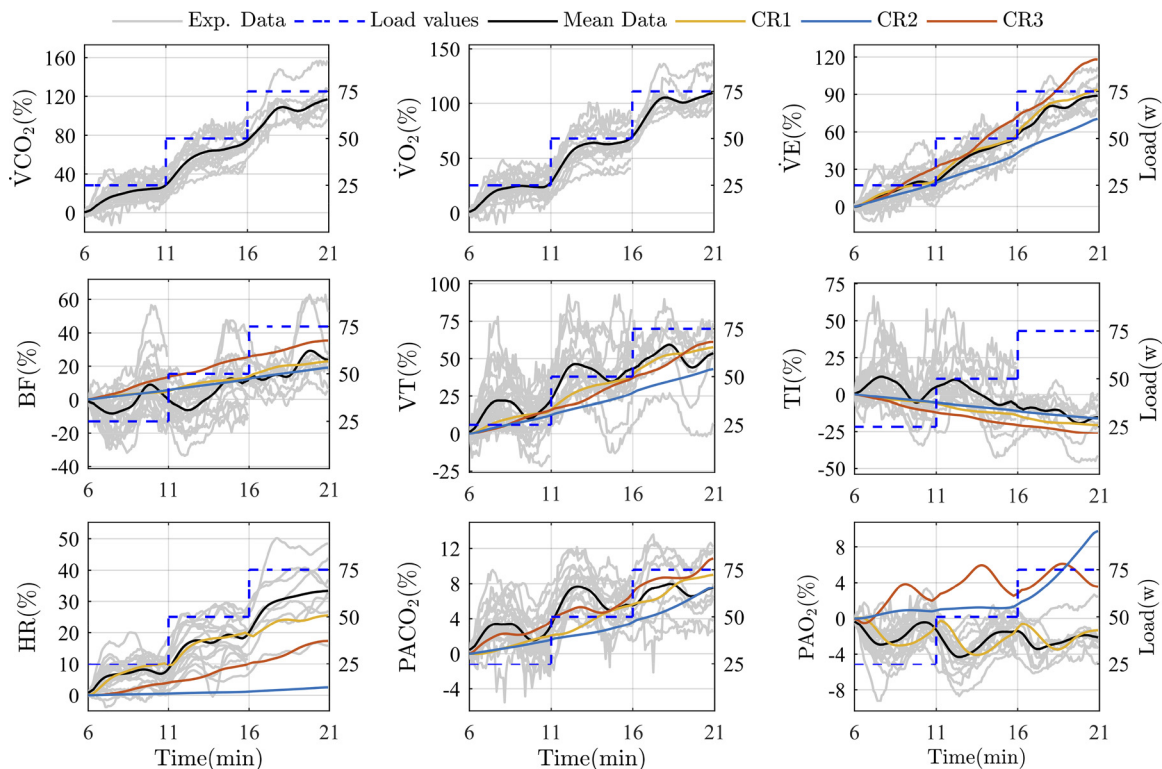 Exp. Data Load values Mean Data CR1 CR2 CR3
V̇CO₂(%) 160 120 80 40 0 75 50 25 6 11 16 21
V̇O₂(%) 150 100 50 0 75 50 25 6 11 16 21
V̇E(%) 120 90 60 30 0 75 50 25 Load(w) 6 11 16 21
BF(%) 60 40 20 0 -20 -40 75 50 25 6 11 16 21
VT(%) 100 75 50 25 0 -25 75 50 25 6 11 16 21
TI(%) 75 50 25 0 -25 -50 75 50 25 6 11 16 21
HR(%) 50 40 30 20 10 0 75 50 25 6 11 16 21 Time(min)
PACO₂(%) 12 8 4 0 -4 75 50 25 6 11 16 21 Time(min)
PAO₂(%) 8 4 0 -4 -8 75 50 25 Load(w) 6 11 16 21 Time(min)